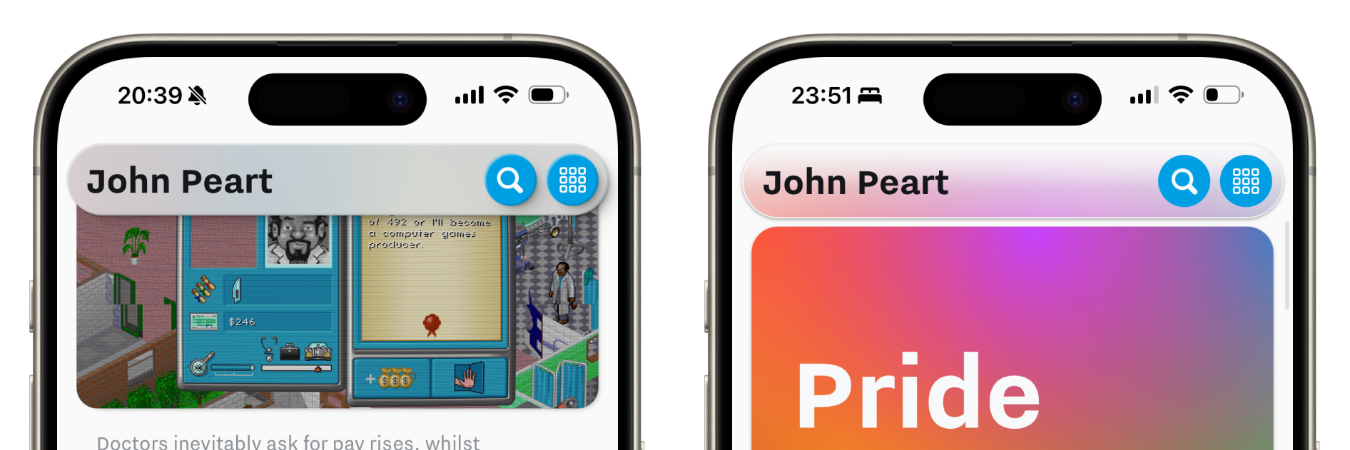 20:39
John Peart
of 492 or I'll become
a computer games
producer.
$246
+ $ $ $
Doctors inevitably ask for pay rises, whilst
23:51
John Peart
Pride